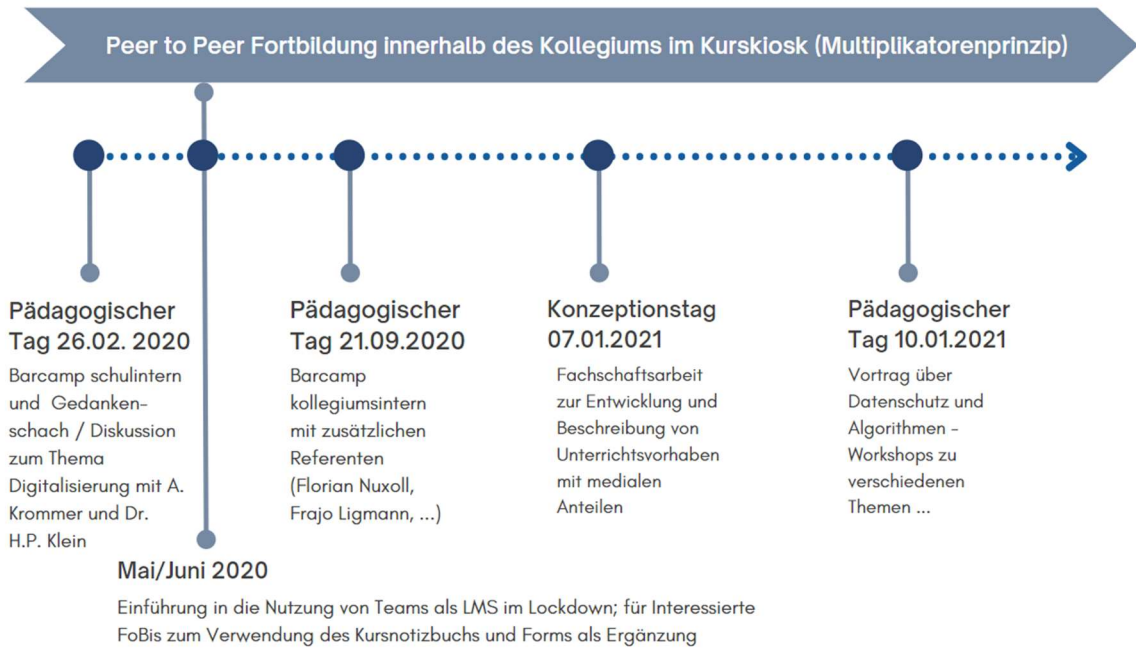 Peer to Peer Fortbildung innerhalb des Kollegiums im Kurskiosk (Multiplikatorenprinzip)
Pädagogischer
Tag 26.02. 2020
Barcamp schulintern
und Gedanken-
schach / Diskussion
zum Thema
Digitalisierung mit A.
Krommer und Dr.
H.P. Klein
Mai/Juni 2020
Einführung in die Nutzung von Teams als LMS im Lockdown; für Interessierte
FoBis zum Verwendung des Kursnotizbuchs und Forms als Ergänzung
Pädagogischer
Tag 21.09.2020
Barcamp
kollegiumsintern
mit zusätzlichen
Referenten
(Florian Nuxoll,
Frajo Ligmann, ...)
Konzeptionstag
07.01.2021
Fachschaftsarbeit
zur Entwicklung und
Beschreibung von
Unterrichtsvorhaben
mit medialen
Anteilen
Pädagogischer
Tag 10.01.2021
Vortrag über
Datenschutz und
Algorithmen -
Workshops zu
verschiedenen
Themen ...